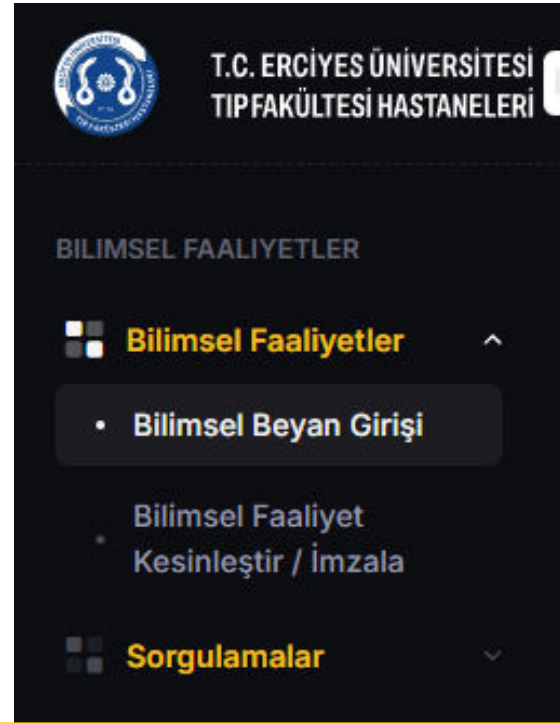 T.C. ERCİYES ÜNİVERSİTESİ
TIP FAKÜLTESİ HASTANELERİ
BILIMSEL FAALIYETLER
Bilimsel Faaliyetler
Bilimsel Beyan Girişi
Bilimsel Faaliyet
Kesinleştir / İmzala
Sorgulamalar